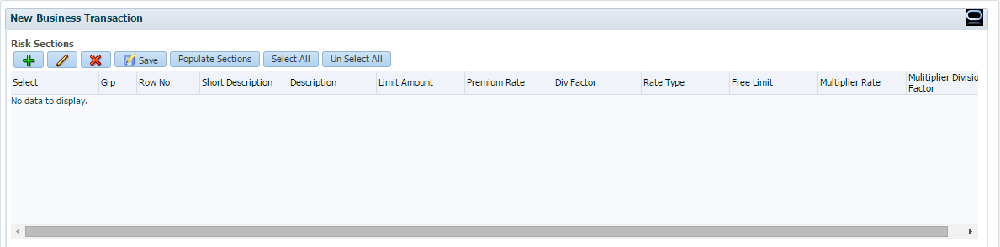 New Business Transaction
Risk Sections
Save Populate Sections Select All Un Select All
Select Grp Row No Short Description Description Limit Amount Premium Rate Div Factor Rate Type Free Limit Multiplier Rate Mulitiplier Divisio
Factor
No data to display.